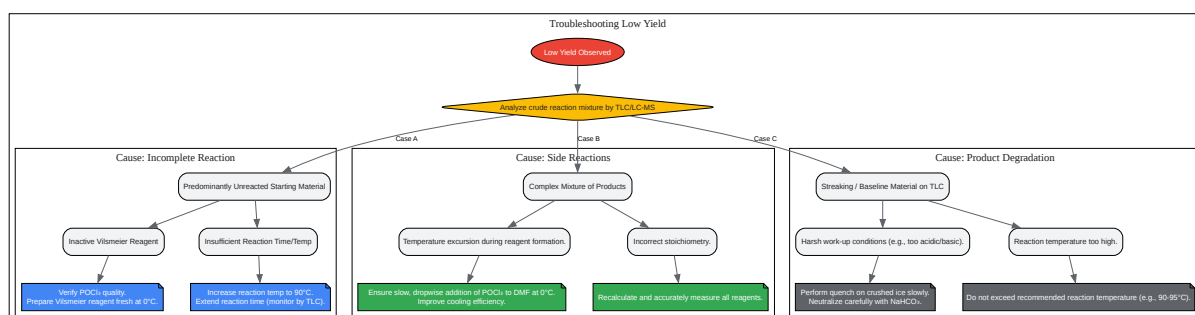 Troubleshooting Low Yield
Low Yield Observed
Analyze crude reaction mixture by TLC/LC-MS
Case A
Case B
Case C
Cause: Incomplete Reaction
Cause: Side Reactions
Cause: Product Degradation
Predominantly Unreacted Starting Material
Complex Mixture of Products
Streaking / Baseline Material on TLC
Inactive Vilsmeier Reagent
Insufficient Reaction Time/Temp
Temperature excursion during reagent formation.
Incorrect stoichiometry.
Harsh work-up conditions (e.g., too acidic/basic).
Reaction temperature too high.
Verify POCl₃ quality.
Prepare Vilsmeier reagent fresh at 0°C.
Increase reaction temp to 90°C.
Extend reaction time (monitor by TLC).
Ensure slow, dropwise addition of POCl₃ to DMF at 0°C.
Improve cooling efficiency.
Recalculate and accurately measure all reagents.
Perform quench on crushed ice slowly.
Neutralize carefully with NaHCO₃.
Do not exceed recommended reaction temperature (e.g., 90-95°C).